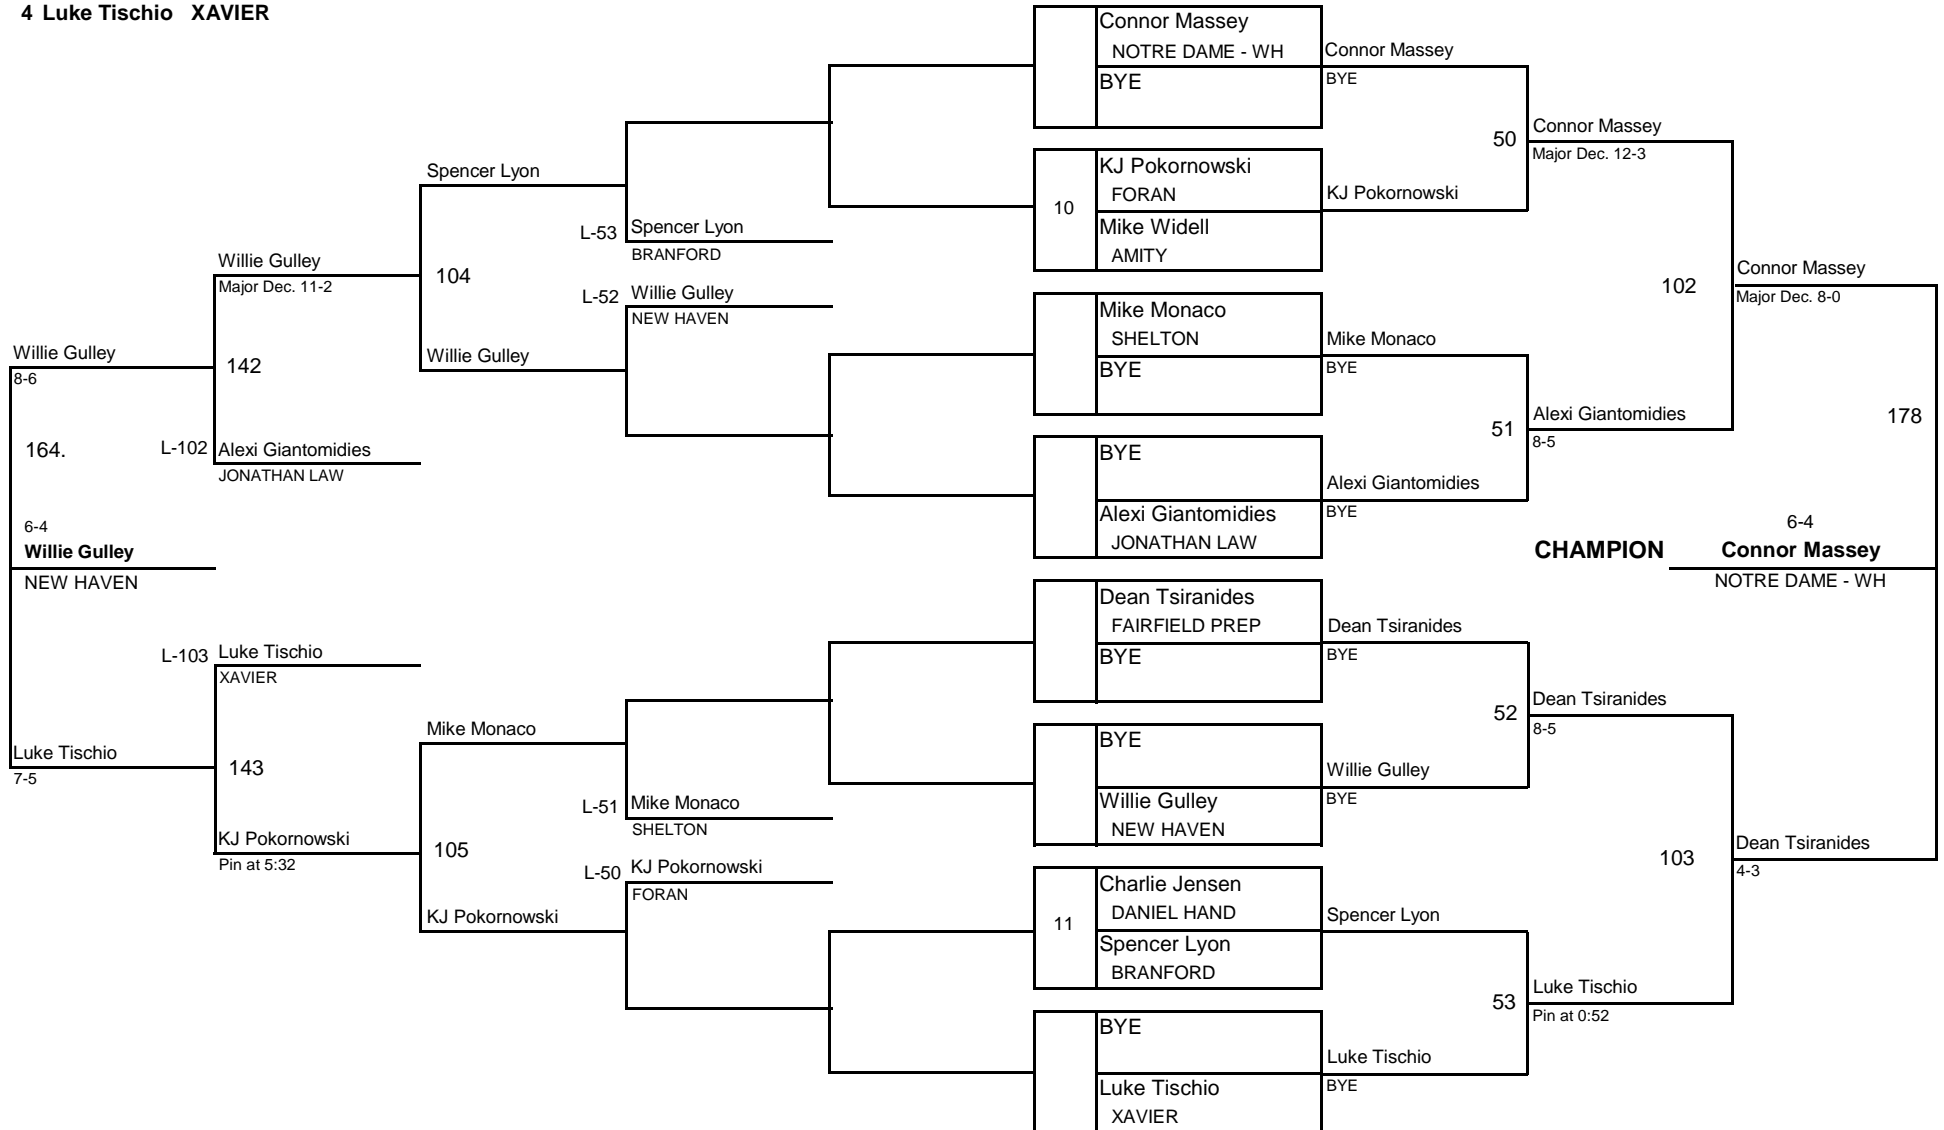 4 Luke Tischio XAVIER
Connor Massey
NOTRE DAME - WH
BYE
Connor Massey
BYE
KJ Pokornowski
FORAN
10
Mike Widell
AMITY
KJ Pokornowski
50
Connor Massey
Major Dec. 12-3
Mike Monaco
SHELTON
BYE
Mike Monaco
BYE
BYE
Alexi Giantomidies
JONATHAN LAW
Alexi Giantomidies
BYE
51
Alexi Giantomidies
8-5
102
Connor Massey
Major Dec. 8-0
178
Dean Tsiranides
FAIRFIELD PREP
BYE
Dean Tsiranides
BYE
BYE
Willie Gulley
NEW HAVEN
Willie Gulley
BYE
52
Dean Tsiranides
8-5
Charlie Jensen
DANIEL HAND
11
Spencer Lyon
BRANFORD
Spencer Lyon
BYE
Luke Tischio
XAVIER
Luke Tischio
BYE
53
Luke Tischio
Pin at 0:52
103
Dean Tsiranides
4-3
6-4
CHAMPION Connor Massey
NOTRE DAME - WH
Spencer Lyon
L-53 Spencer Lyon
BRANFORD
L-52 Willie Gulley
NEW HAVEN
104
Willie Gulley
Willie Gulley
Major Dec. 11-2
142
L-102 Alexi Giantomidies
JONATHAN LAW
Willie Gulley
8-6
164.
6-4
Willie Gulley
NEW HAVEN
L-103 Luke Tischio
XAVIER
Luke Tischio
7-5
143
KJ Pokornowski
Pin at 5:32
Mike Monaco
L-51 Mike Monaco
SHELTON
105
L-50 KJ Pokornowski
FORAN
KJ Pokornowski